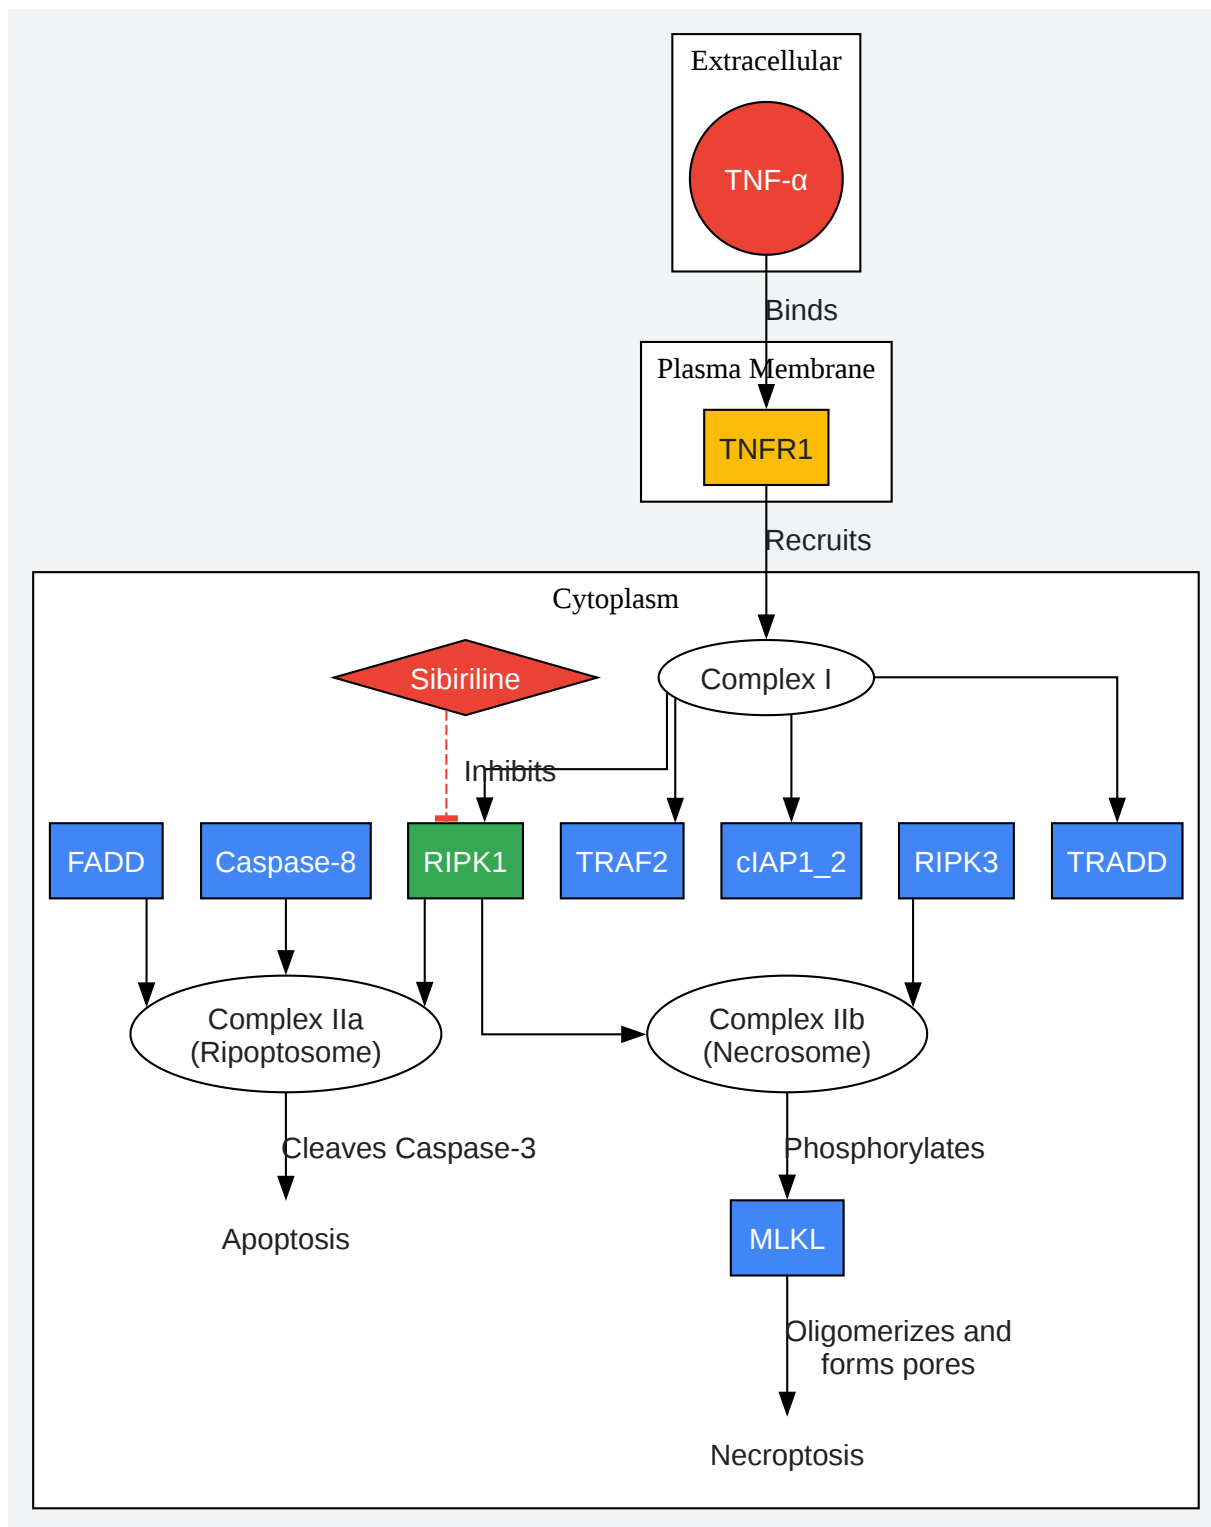 Extracellular
TNF-α
Binds
Plasma Membrane
TNFR1
Recruits
Cytoplasm
Sibiriline
Complex I
Inhibits
FADD
Caspase-8
RIPK1
TRAF2
cIAP1_2
RIPK3
TRADD
Complex IIa
(Ripoptosome)
Complex IIb
(Necrosome)
Cleaves Caspase-3
Phosphorylates
Apoptosis
MLKL
Oligomerizes and
forms pores
Necroptosis